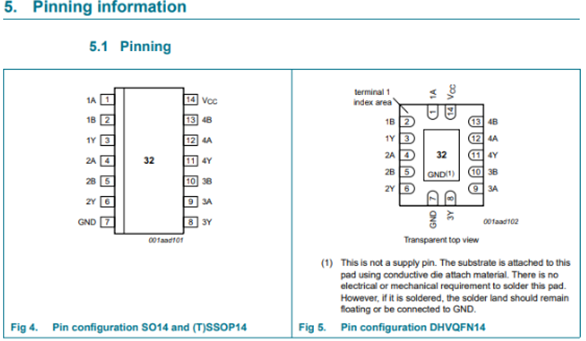 5. Pinning information
5.1 Pinning
1A 1
1B 2
1Y 3
2A 4
2B 5
2Y 6
GND 7
32
14 VCC
13 4B
12 4A
11 4Y
10 3B
9 3A
8 3Y
001aad101
Fig 4. Pin configuration SO14 and (T)SSOP14
terminal 1
index area
1A
VCC
1
14
1B 2
1Y 3
2A 4
2B 5
2Y 6
32
GND(1)
13 4B
12 4A
11 4Y
10 3B
9 3A
7
8
GND
3Y
001aad102
Transparent top view
(1) This is not a supply pin. The substrate is attached to this
pad using conductive die attach material. There is no
electrical or mechanical requirement to solder this pad.
However, if it is soldered, the solder land should remain
floating or be connected to GND.
Fig 5. Pin configuration DHVQFN14